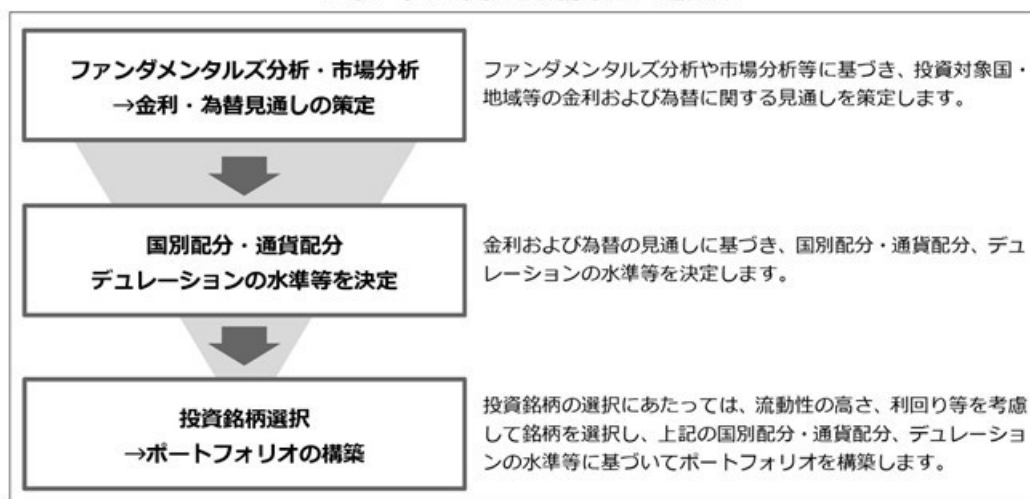 ファンダメンタルズ分析・市場分析
→金利・為替見通しの策定
ファンダメンタルズ分析や市場分析等に基づき、投資対象国・
地域等の金利および為替に関する見通しを策定します。
国別配分・通貨配分
デュレーションの水準等を決定
金利および為替の見通しに基づき、国別配分・通貨配分、デュ
レーションの水準等を決定します。
投資銘柄選択
→ポートフォリオの構築
投資銘柄の選択にあたっては、流動性の高さ、利回り等を考慮
して銘柄を選択し、上記の国別配分・通貨配分、デュレーショ
ンの水準等に基づいてポートフォリオを構築します。